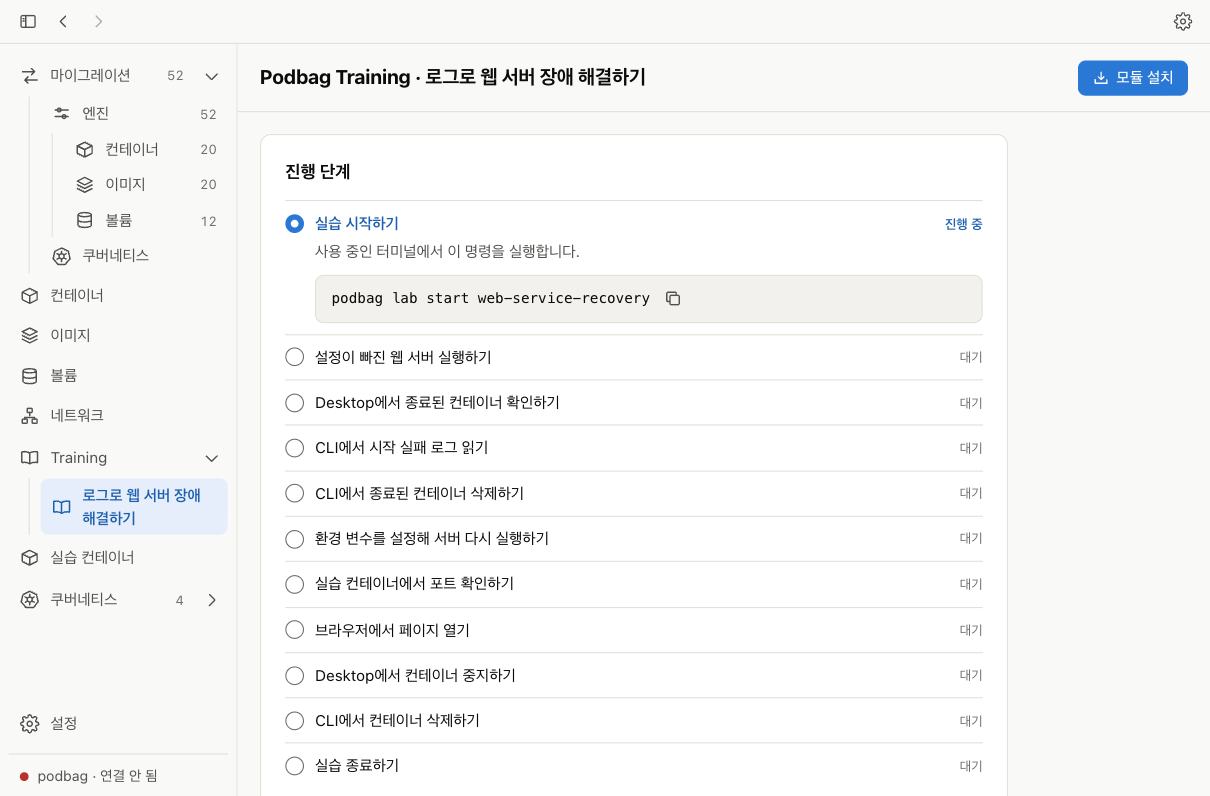 마이그레이션 52
엔진 52
컨테이너 20
이미지 20
볼륨 12
쿠버네티스
컨테이너
이미지
볼륨
네트워크
Training
로그로 웹 서버 장애
해결하기
실습 컨테이너
쿠버네티스 4
설정
podbag · 연결 안 됨
Podbag Training · 로그로 웹 서버 장애 해결하기
모듈 설치
진행 단계
실습 시작하기 진행 중
사용 중인 터미널에서 이 명령을 실행합니다.
podbag lab start web-service-recovery
설정이 빠진 웹 서버 실행하기 대기
Desktop에서 종료된 컨테이너 확인하기 대기
CLI에서 시작 실패 로그 읽기 대기
CLI에서 종료된 컨테이너 삭제하기 대기
환경 변수를 설정해 서버 다시 실행하기 대기
실습 컨테이너에서 포트 확인하기 대기
브라우저에서 페이지 열기 대기
Desktop에서 컨테이너 중지하기 대기
CLI에서 컨테이너 삭제하기 대기
실습 종료하기 대기